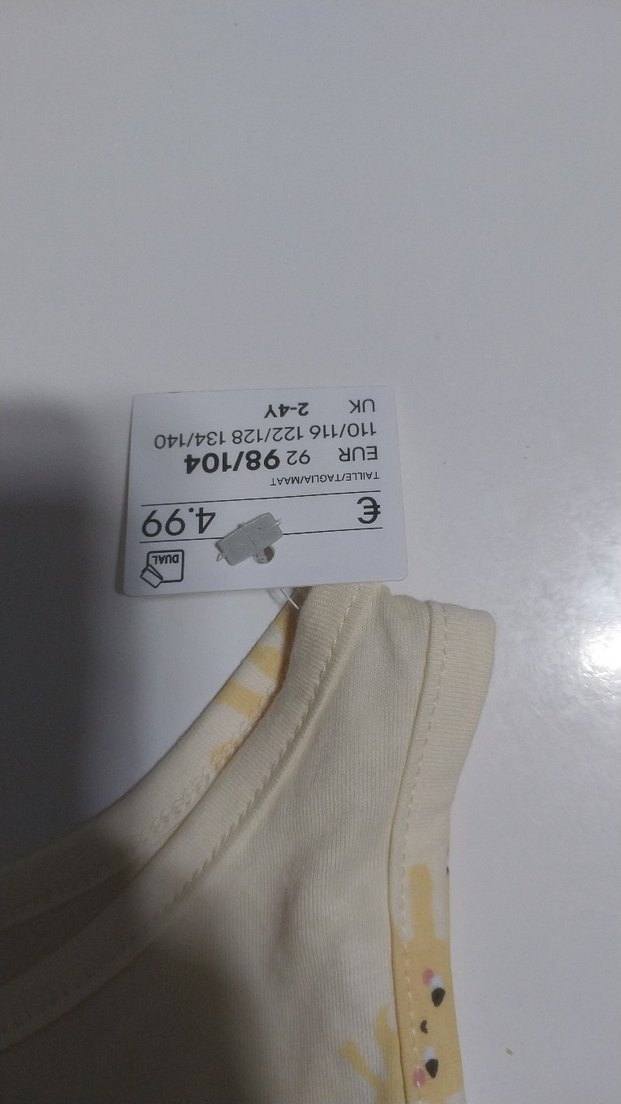 DUAL
€ 4.99
TAILLE/TAGLIA/MAAT
EUR 92 98/104
110/116 122/128 134/140
UK 2-4Y